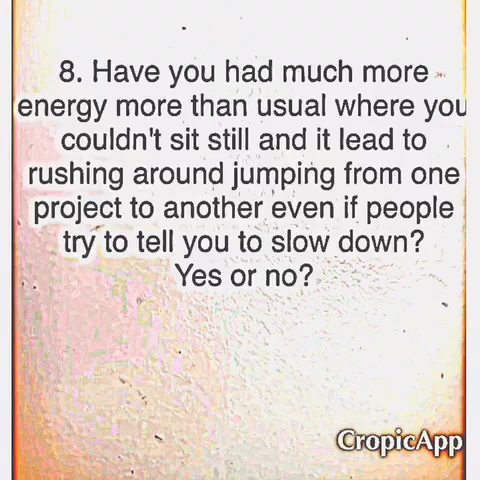 8. Have you had much more
energy more than usual where you
couldn't sit still and it lead to
rushing around jumping from one
project to another even if people
try to tell you to slow down?
Yes or no?
CropicApp